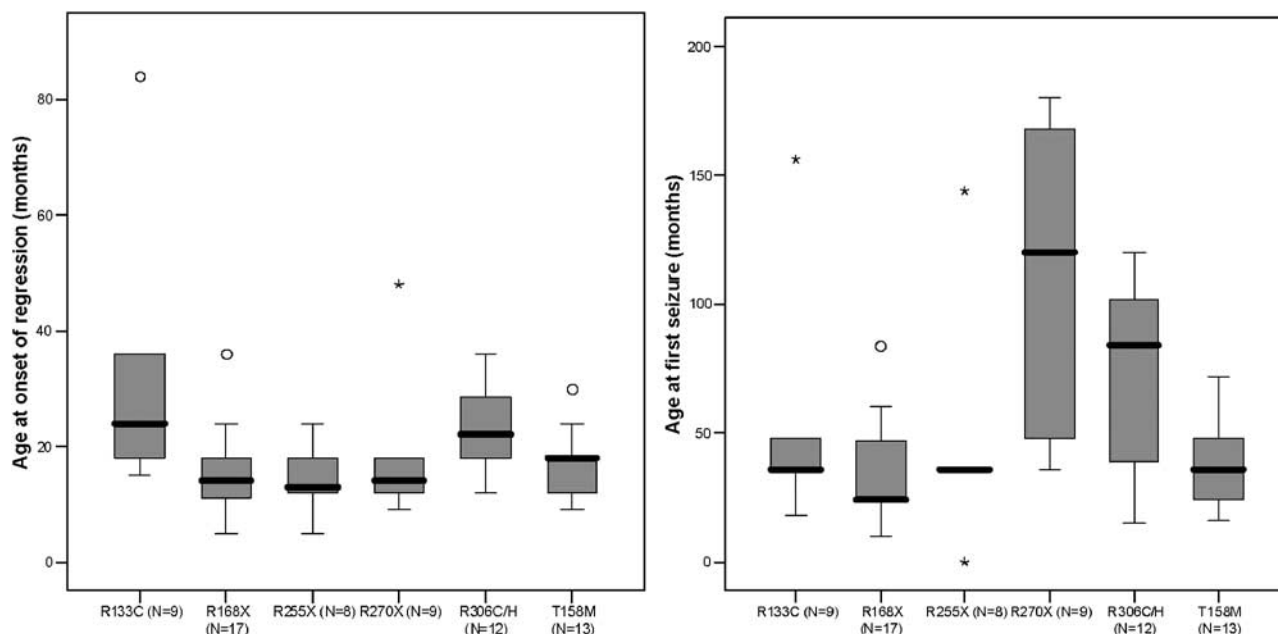 Age at onset of regression (months)
80
60
40
20
0
R133C (N=9)
R168X
(N=17)
R255X (N=8)
R270X (N=9)
R306C/H
(N=12)
T158M
(N=13)
Age at first seizure (months)
200
150
100
50
0
R133C (N=9)
R168X
(N=17)
R255X (N=8)
R270X (N=9)
R306C/H
(N=12)
T158M
(N=13)